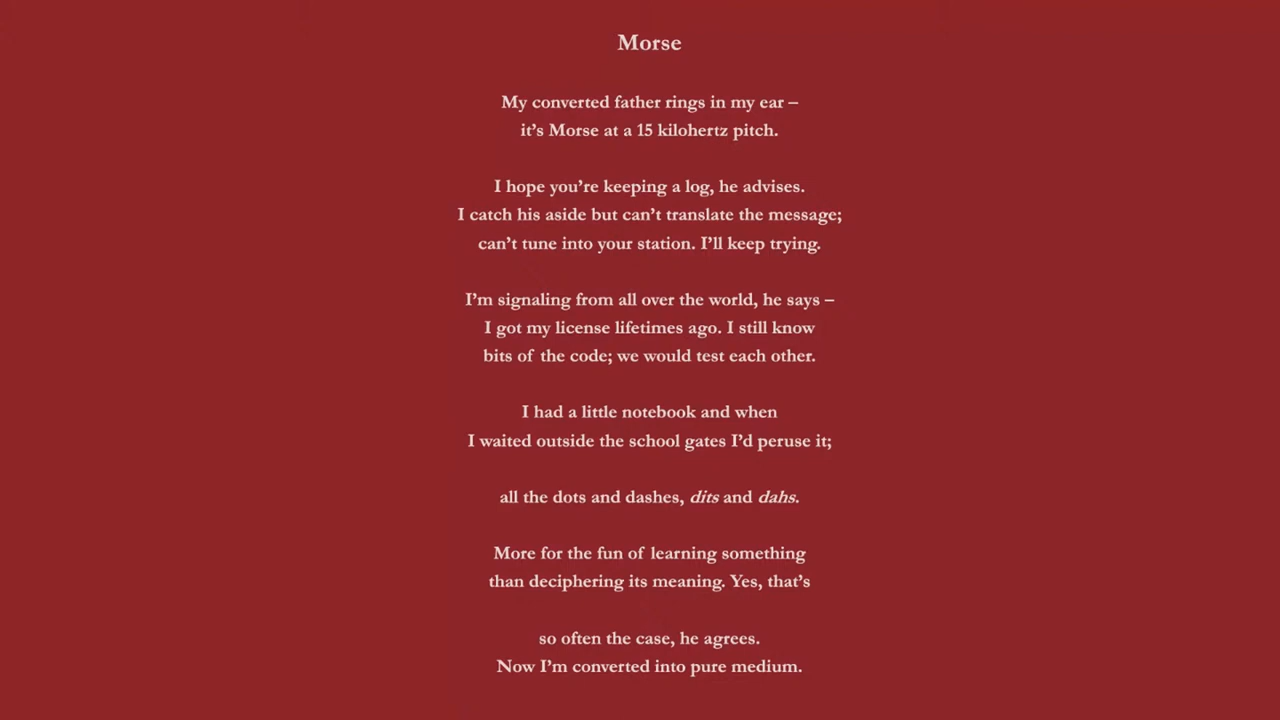 Morse
My converted father rings in my ear –
it’s Morse at a 15 kilohertz pitch.
I hope you’re keeping a log, he advises.
I catch his aside but can’t translate the message;
can’t tune into your station. I’ll keep trying.
I’m signaling from all over the world, he says –
I got my license lifetimes ago. I still know
bits of the code; we would test each other.
I had a little notebook and when
I waited outside the school gates I’d peruse it;
all the dots and dashes, dits and dahs.
More for the fun of learning something
than deciphering its meaning. Yes, that’s
so often the case, he agrees.
Now I’m converted into pure medium.